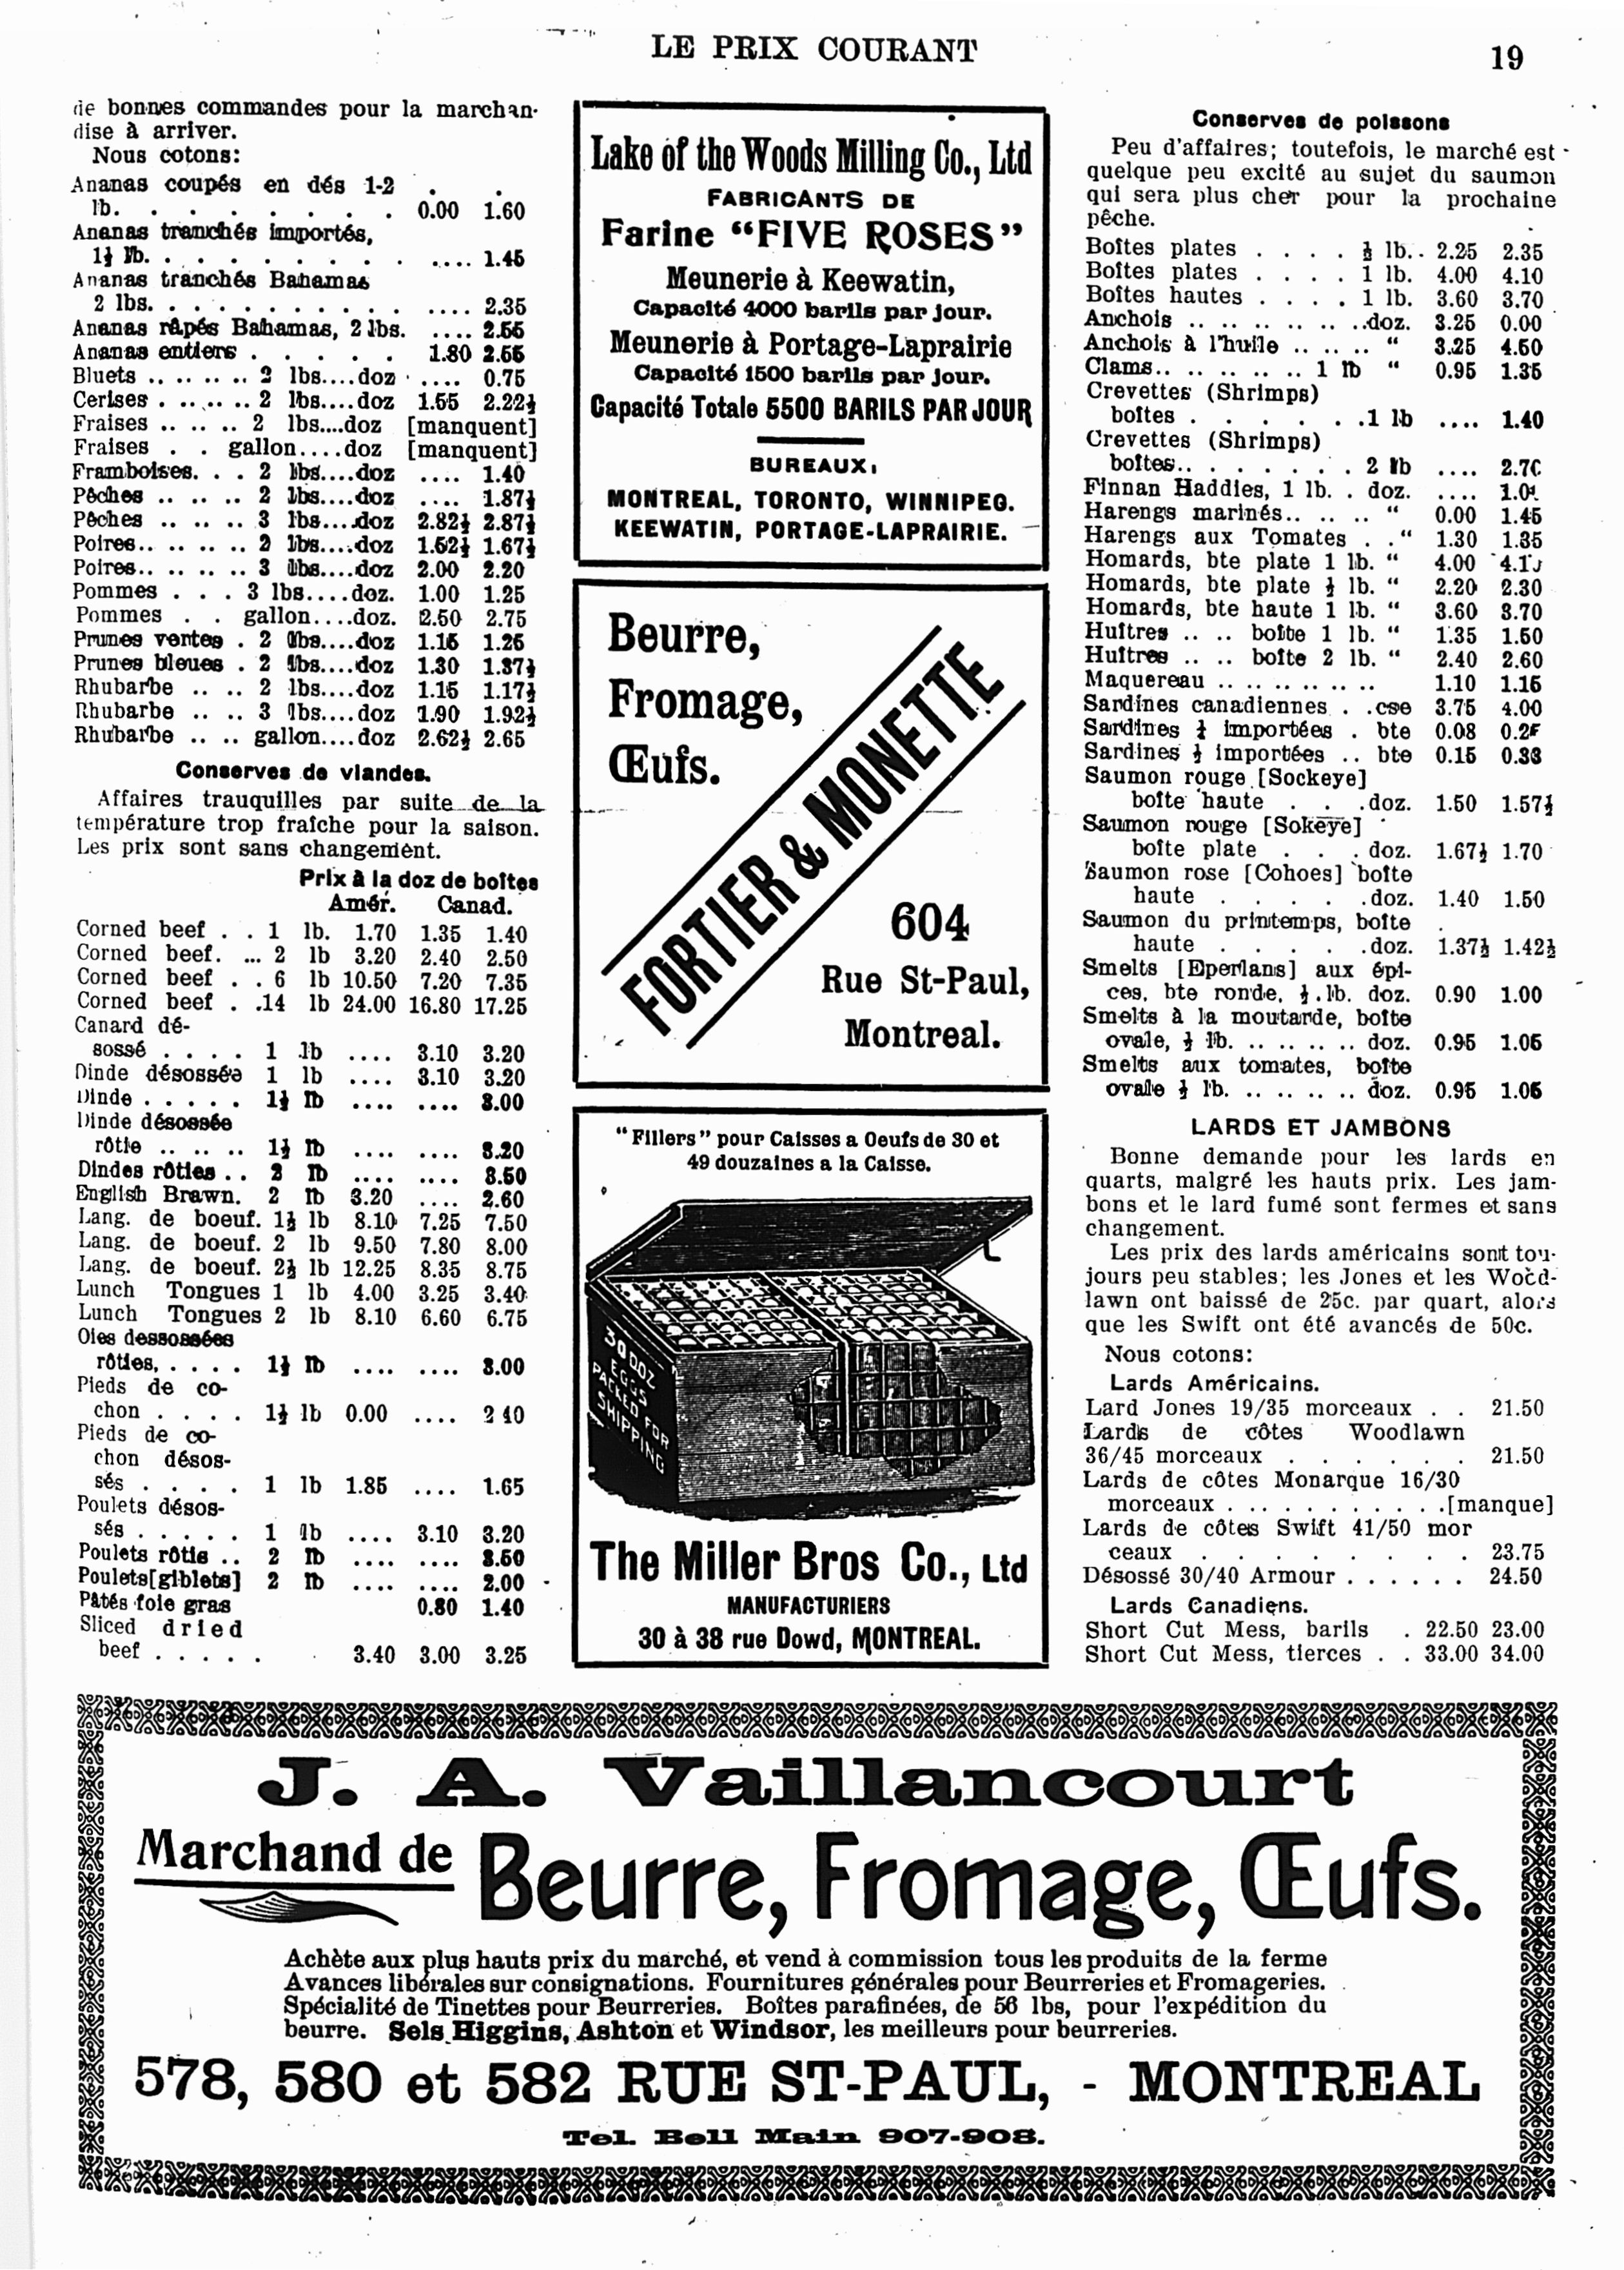 LE PRIX COURANT
19
de bonnes commandes pour la marchan-
dise à arriver.
Nous cotons:
Ananas coupés en dés 1-2 . .
lb. . . . . . . . . 0.00 1.60
Ananas tranchés importés,
1½ lb. . . . . . . . . .... 1.45
Ananas tranchés Bahamas
2 lbs. . . . . . . . . .... 2.35
Ananas râpés Bahamas, 2 lbs. .... 2.55
Ananas entiers . . . . . 1.80 2.55
Bluets .. .. .. .. 2 lbs....doz .... 0.75
Cerises . .. .. .. 2 lbs....doz 1.55 2.22½
Fraises .. .. .. 2 lbs....doz [manquent]
Fraises . . gallon....doz [manquent]
Framboises. . . 2 lbs....doz .... 1.40
Pêches .. .. .. 2 lbs....doz .... 1.87½
Pêches .. .. .. 3 lbs....doz 2.82½ 2.87½
Poires.. .. .. .. 2 lbs....doz 1.62½ 1.67½
Poires.. .. .. .. 3 lbs....doz 2.00 2.20
Pommes . . . 3 lbs....doz. 1.00 1.25
Pommes . . gallon....doz. 2.50 2.75
Prunes vertes . 2 lbs....doz 1.15 1.25
Prunes bleues . 2 lbs....doz 1.30 1.37½
Rhubarbe .. .. 2 lbs....doz 1.15 1.17½
Rhubarbe .. .. 3 lbs....doz 1.90 1.92½
Rhubarbe .. .. gallon....doz 2.62½ 2.65
Conserves de viandes.
Affaires trauquilles par suite de la
température trop fraîche pour la saison.
Les prix sont sans changement.
Prix à la doz de boîtes
Amér. Canad.
Corned beef . . 1 lb. 1.70 1.35 1.40
Corned beef. ... 2 lb 3.20 2.40 2.50
Corned beef . . 6 lb 10.50 7.20 7.35
Corned beef . .14 lb 24.00 16.80 17.25
Canard dé-
sossé . . . . 1 lb .... 3.10 3.20
Dinde désossée 1 lb .... 3.10 3.20
Dinde . . . . . 1½ lb .... .... 3.00
Dinde désossée
rôtie .. .. .. 1½ lb .... .... 3.20
Dindes rôties .. 2 lb .... .... 3.50
English Brawn. 2 lb 3.20 .... 2.60
Lang. de boeuf. 1½ lb 8.10 7.25 7.50
Lang. de boeuf. 2 lb 9.50 7.80 8.00
Lang. de boeuf. 2½ lb 12.25 8.35 8.75
Lunch Tongues 1 lb 4.00 3.25 3.40
Lunch Tongues 2 lb 8.10 6.60 6.75
Oies dessossées
rôties, . . . . 1½ lb .... .... 3.00
Pieds de co-
chon . . . . 1½ lb 0.00 .... 2 40
Pieds de co-
chon désos-
sés . . . . 1 lb 1.85 .... 1.65
Poulets désos-
sés . . . . . 1 lb .... 3.10 3.20
Poulets rôtis .. 2 lb .... .... 3.50
Poulets[giblets] 2 lb .... .... 2.00
Pâtés foie gras 0.80 1.40
Sliced dried
beef . . . . . 3.40 3.00 3.25
Lake of the Woods Milling Co., Ltd
FABRICANTS DE
Farine "FIVE ROSES"
Meunerie à Keewatin,
Capacité 4000 barils par jour.
Meunerie à Portage-Laprairie
Capacité 1500 barils par jour.
Capacité Totale 5500 BARILS PAR JOUR
BUREAUX:
MONTREAL, TORONTO, WINNIPEG.
KEEWATIN, PORTAGE-LAPRAIRIE.
Beurre,
Fromage,
Œufs.
FORTIER & MONETTE
604
Rue St-Paul,
Montreal.
"Fillers" pour Caisses a Oeufs de 30 et
49 douzaines a la Caisse.
30 DOZ
EGGS
PACKED FOR
SHIPPING
The Miller Bros Co., Ltd
MANUFACTURIERS
30 à 38 rue Dowd, MONTREAL.
Conserves de poissons
Peu d'affaires; toutefois, le marché est
quelque peu excité au sujet du saumon
qui sera plus cher pour la prochaine
pêche.
Boîtes plates . . . . ½ lb. . 2.25 2.35
Boîtes plates . . . . 1 lb. 4.00 4.10
Boîtes hautes . . . . 1 lb. 3.60 3.70
Anchois .. .. .. .. ..doz. 3.25 0.00
Anchois à l'huile .. .. .. " 3.25 4.50
Clams.. .. .. .. .. 1 lb " 0.95 1.35
Crevettes (Shrimps)
boîtes . . . . . .1 lb .... 1.40
Crevettes (Shrimps)
boîtes.. . . . . . . 2 lb .... 2.70
Finnan Haddies, 1 lb. . doz. ....
Harengs marinés.. .. .. " 0.00 1.45
Harengs aux Tomates . . " 1.30 1.35
Homards, bte plate 1 lb. " 4.00
Homards, bte plate ½ lb. " 2.20 2.30
Homards, bte haute 1 lb. " 3.60 3.70
Huîtres .. .. boîte 1 lb. " 1.35 1.50
Huîtres .. .. boîte 2 lb. " 2.40 2.60
Maquereau .. .. .. .. .. 1.10 1.15
Sardines canadiennes . .cse 3.75 4.00
Sardines ¼ importées . bte 0.08
Sardines ½ importées .. bte 0.15 0.33
Saumon rouge [Sockeye]
boîte haute . . .doz. 1.50 1.57½
Saumon rouge [Sokeye]
boîte plate . . . doz. 1.67½ 1.70
Saumon rose [Cohoes] boîte
haute . . . . .doz. 1.40 1.50
Saumon du printemps, boîte
haute . . . . .doz. 1.37½ 1.42½
Smelts [Eperlans] aux épi-
ces, bte ronde, ½.lb. doz. 0.90 1.00
Smelts à la moutarde, boîte
ovale, ½ lb. .. .. .. .. doz. 0.95 1.05
Smelts aux tomates, boîte
ovale ½ lb. .. .. .. .. doz. 0.95 1.05
LARDS ET JAMBONS
Bonne demande pour les lards en
quarts, malgré les hauts prix. Les jam-
bons et le lard fumé sont fermes et sans
changement.
Les prix des lards américains sont tou-
jours peu stables; les Jones et les Wood-
lawn ont baissé de 25c. par quart, alors
que les Swift ont été avancés de 50c.
Nous cotons:
Lards Américains.
Lard Jones 19/35 morceaux . . 21.50
Lards de côtes Woodlawn
36/45 morceaux . . . . . . 21.50
Lards de côtes Monarque 16/30
morceaux . .. . . . . . . . .[manque]
Lards de côtes Swift 41/50 mor
ceaux . . . . . . . . 23.75
Désossé 30/40 Armour . . . . . . 24.50
Lards Canadiens.
Short Cut Mess, barils . 22.50 23.00
Short Cut Mess, tierces . . 33.00 34.00
J. A. Vaillancourt
Marchand de Beurre, Fromage, Œufs.
Achète aux plus hauts prix du marché, et vend à commission tous les produits de la ferme
Avances libérales sur consignations. Fournitures générales pour Beurreries et Fromageries.
Spécialité de Tinettes pour Beurreries. Boîtes parafinées, de 56 lbs, pour l'expédition du
beurre. Sels Higgins, Ashton et Windsor, les meilleurs pour beurreries.
578, 580 et 582 RUE ST-PAUL, - MONTREAL
Tel. Bell Main 907-908.